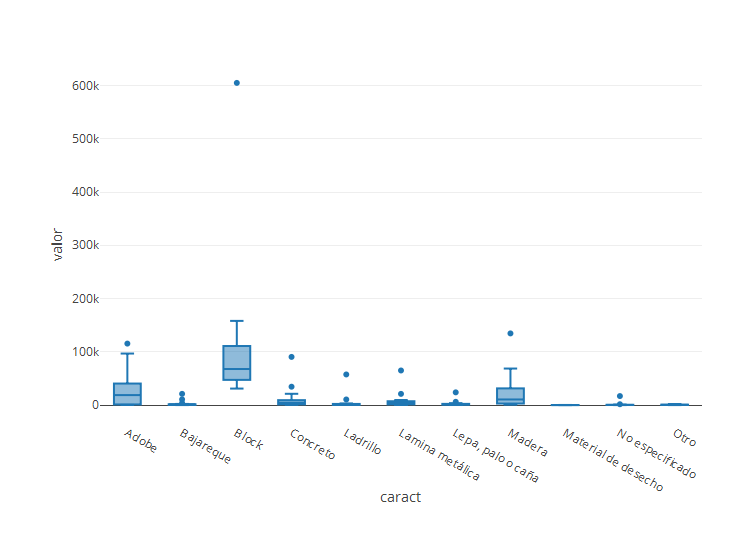 600k
500k
400k
300k
200k
100k
0
valor
Adobe
Bajareque
Block
Concreto
Ladrillo
Lamina metálica
Lepa, palo o caña
Madera
Material de desecho
No especificado
Otro
caract